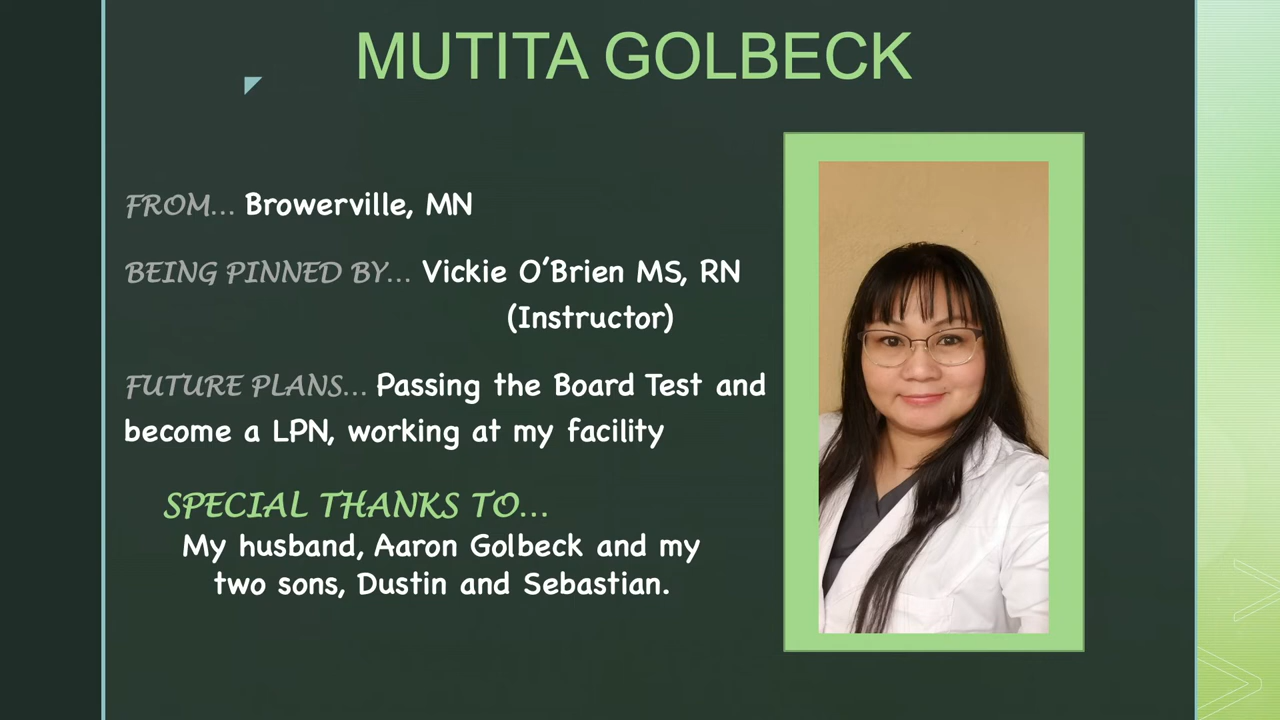 MUTITA GOLBECK
FROM... Browerville, MN
BEING PINNED BY... Vickie O'Brien MS, RN
(Instructor)
FUTURE PLANS... Passing the Board Test and
become a LPN, working at my facility
SPECIAL THANKS TO...
My husband, Aaron Golbeck and my
two sons, Dustin and Sebastian.